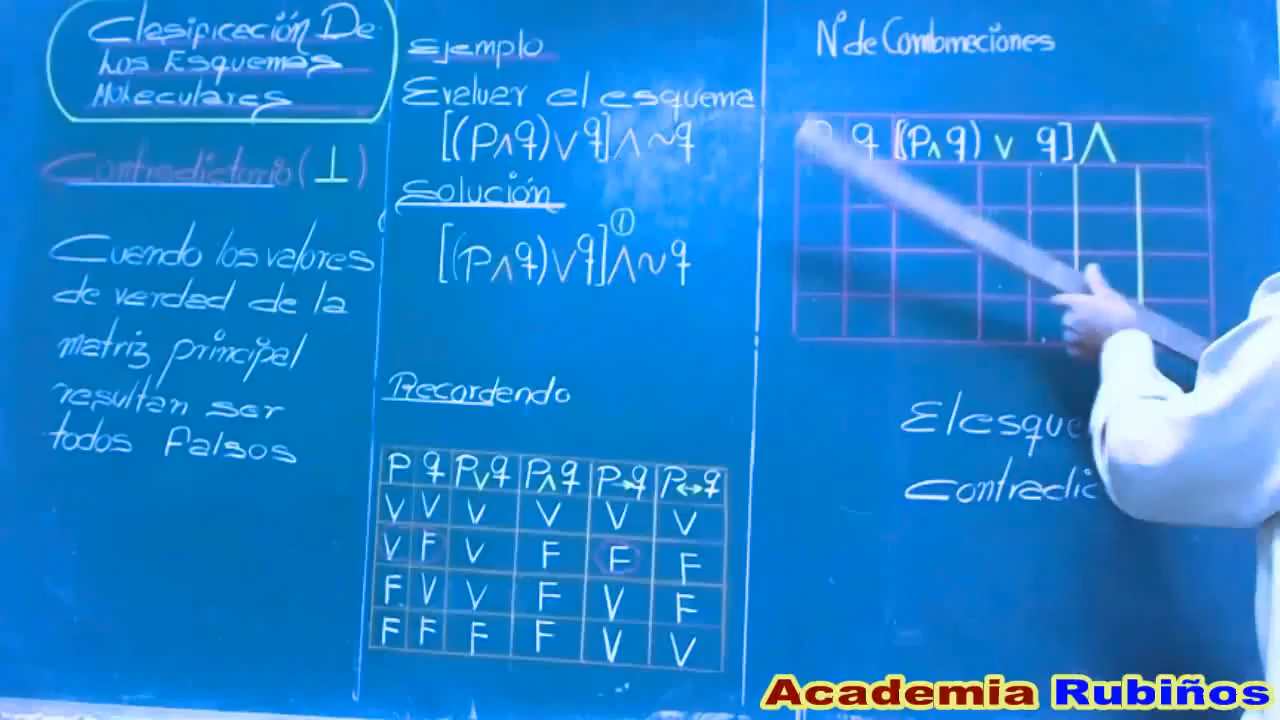 Clasificación De
Los Esquemas
Moleculares
Contradictorio (⊥)
Cuando los valores
de verdad de la
matriz principal
resultan ser
todos Falsos
Ejemplo
Evaluar el esquema
[(P∧q)∨q]∧~q
Solución
①
[(P∧q)∨q]∧~q
Recordando
P q P∨q P∧q P→q P↔q
V V V V V V
V F V F F F
F V V F V F
F F F F V V
N° de Combinaciones
q [(P∧q) ∨ q] ∧
El esque
contradic
Academia Rubiños